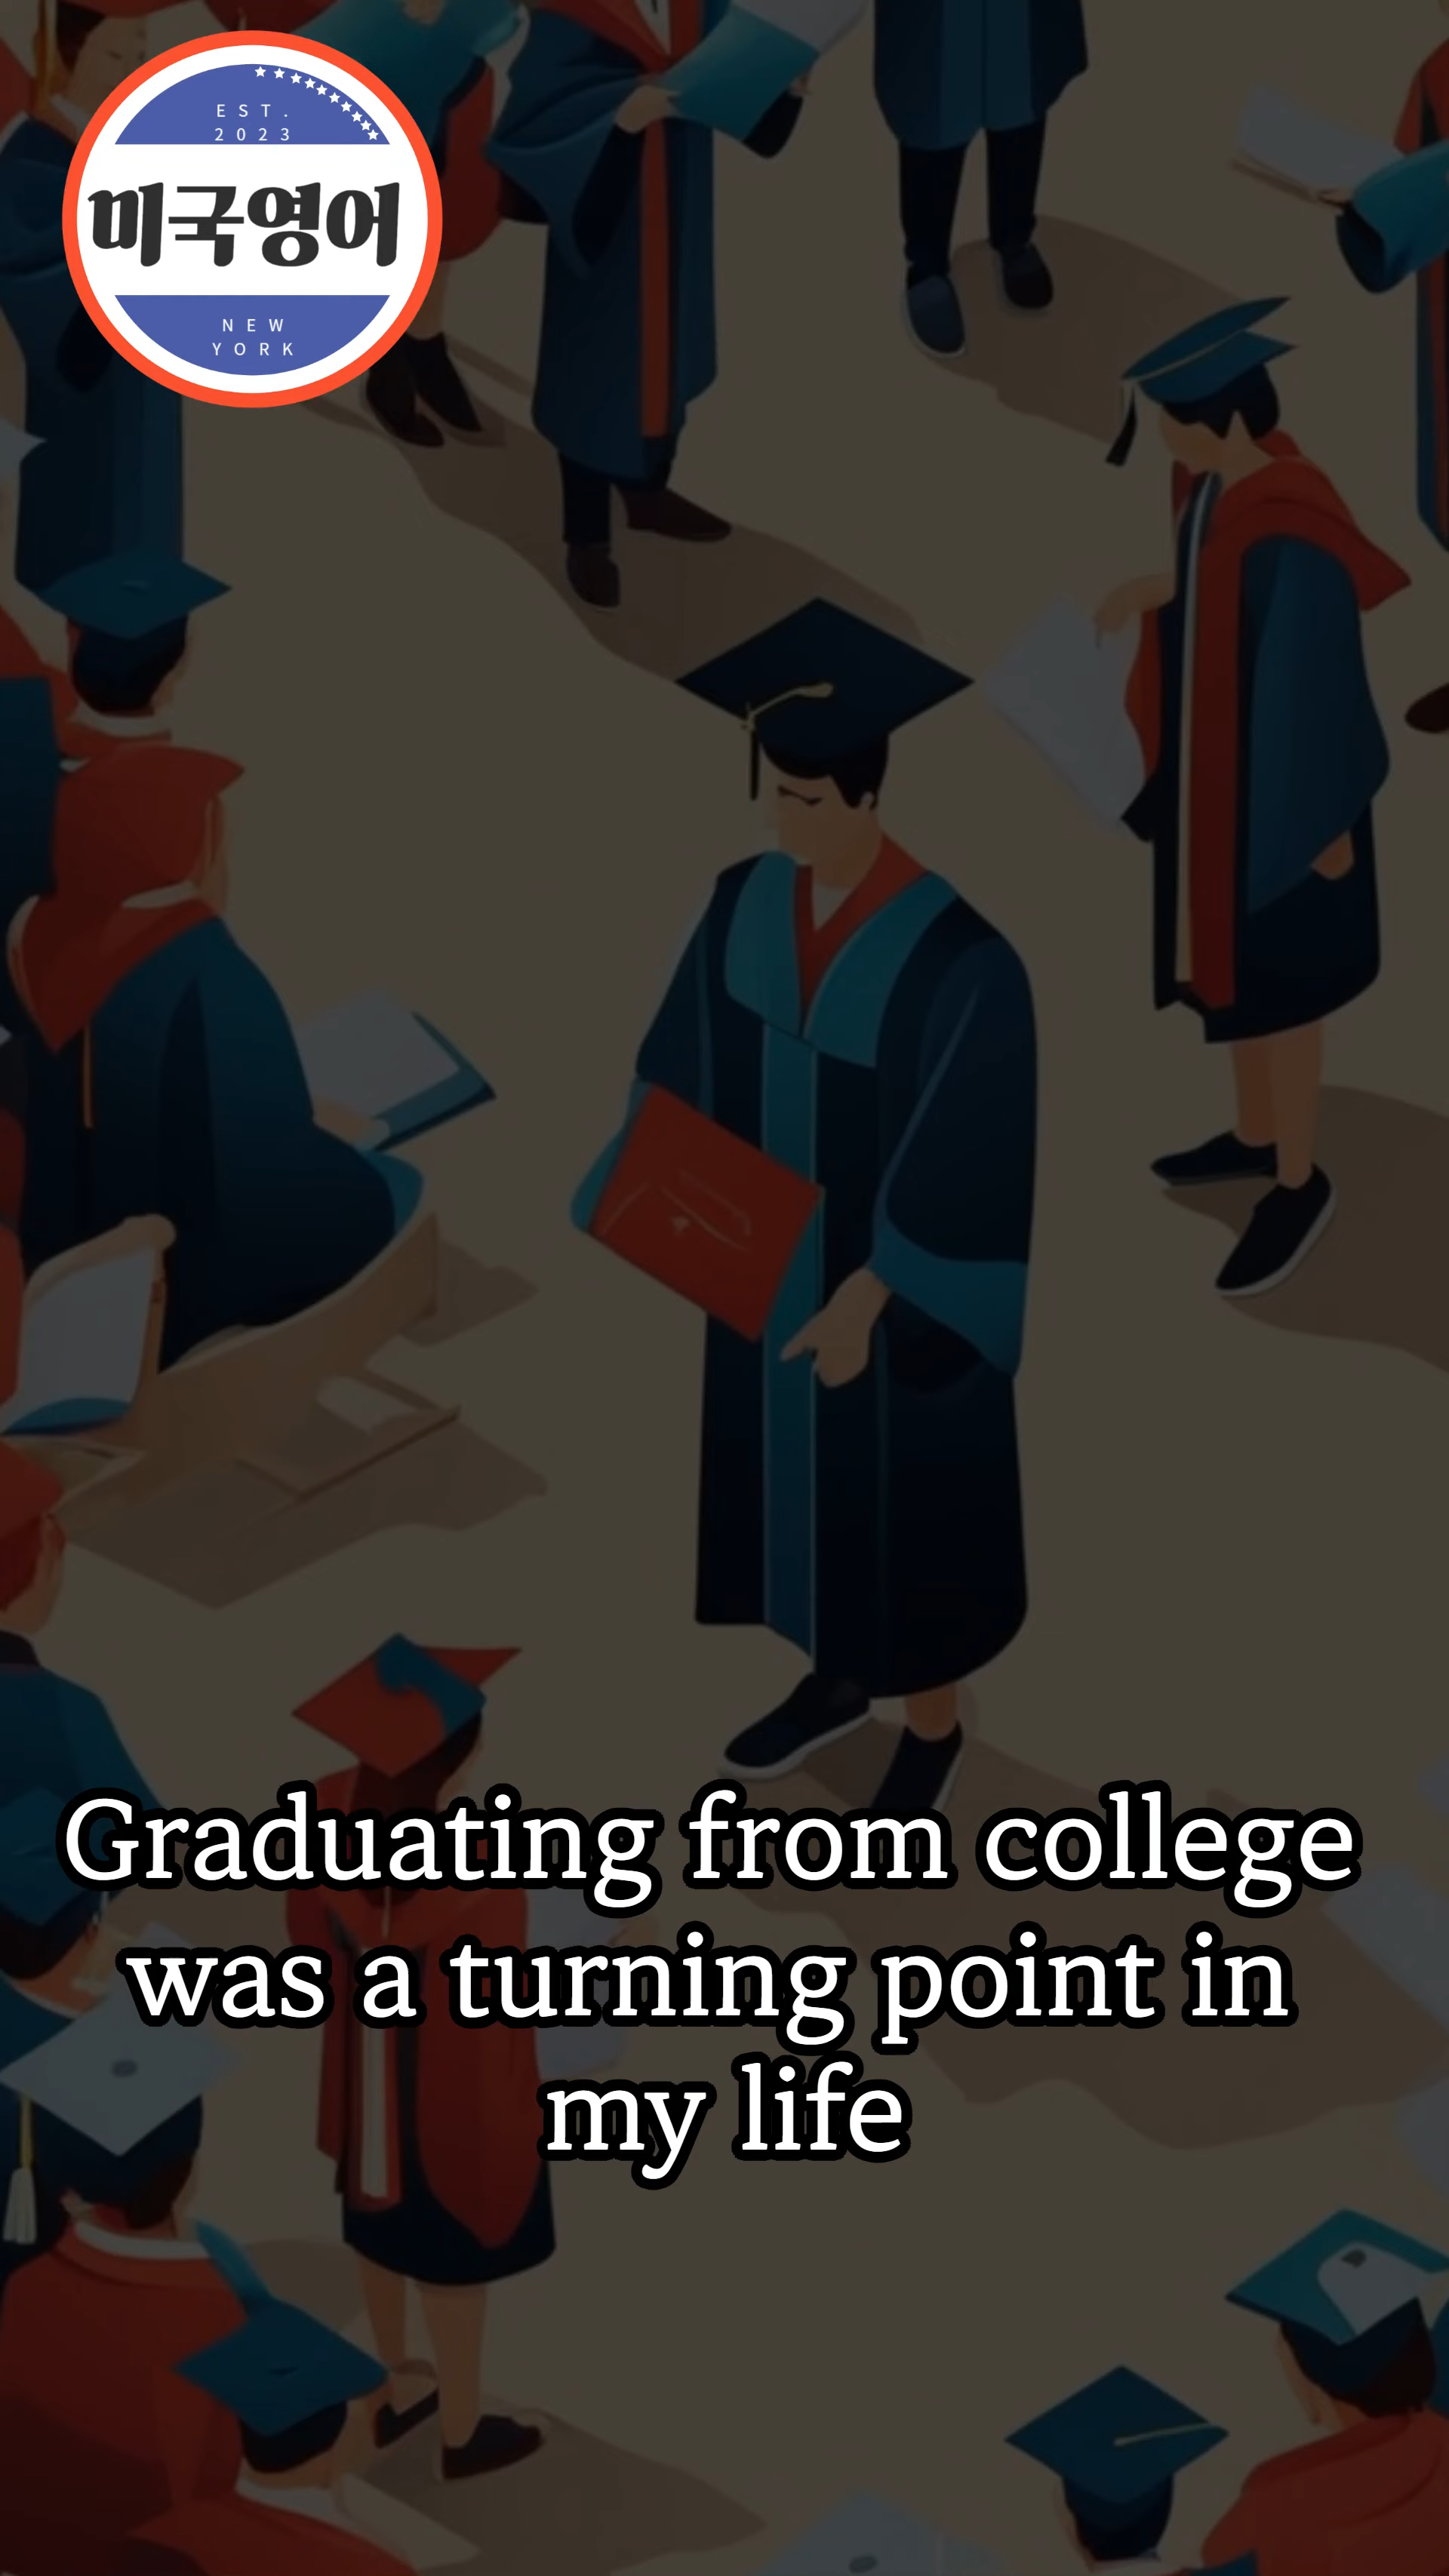 EST.
2023
미국영어
NEW
YORK
Graduating from college
was a turning point in
my life